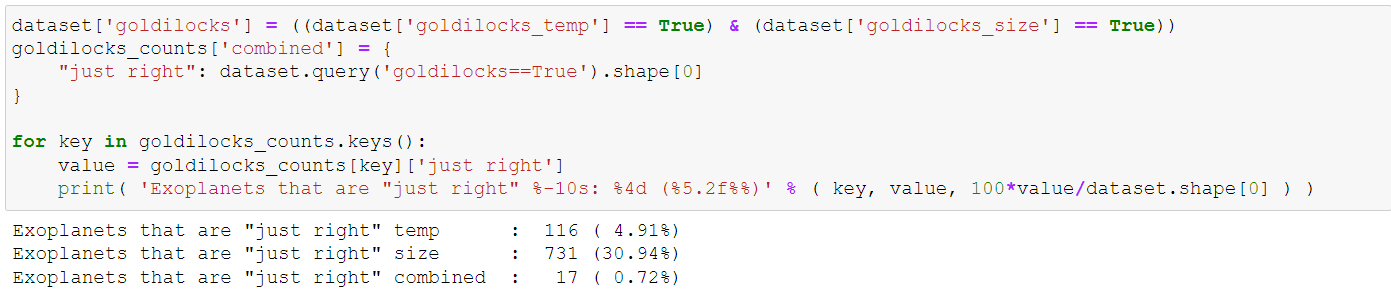 dataset['goldilocks'] = ((dataset['goldilocks_temp'] == True) & (dataset['goldilocks_size'] == True))
goldilocks_counts['combined'] = {
    "just right": dataset.query('goldilocks==True').shape[0]
}

for key in goldilocks_counts.keys():
    value = goldilocks_counts[key]['just right']
    print( 'Exoplanets that are "just right" %-10s: %4d (%5.2f%%)' % ( key, value, 100*value/dataset.shape[0] ) )
Exoplanets that are "just right" temp      :  116 ( 4.91%)
Exoplanets that are "just right" size      :  731 (30.94%)
Exoplanets that are "just right" combined  :   17 ( 0.72%)